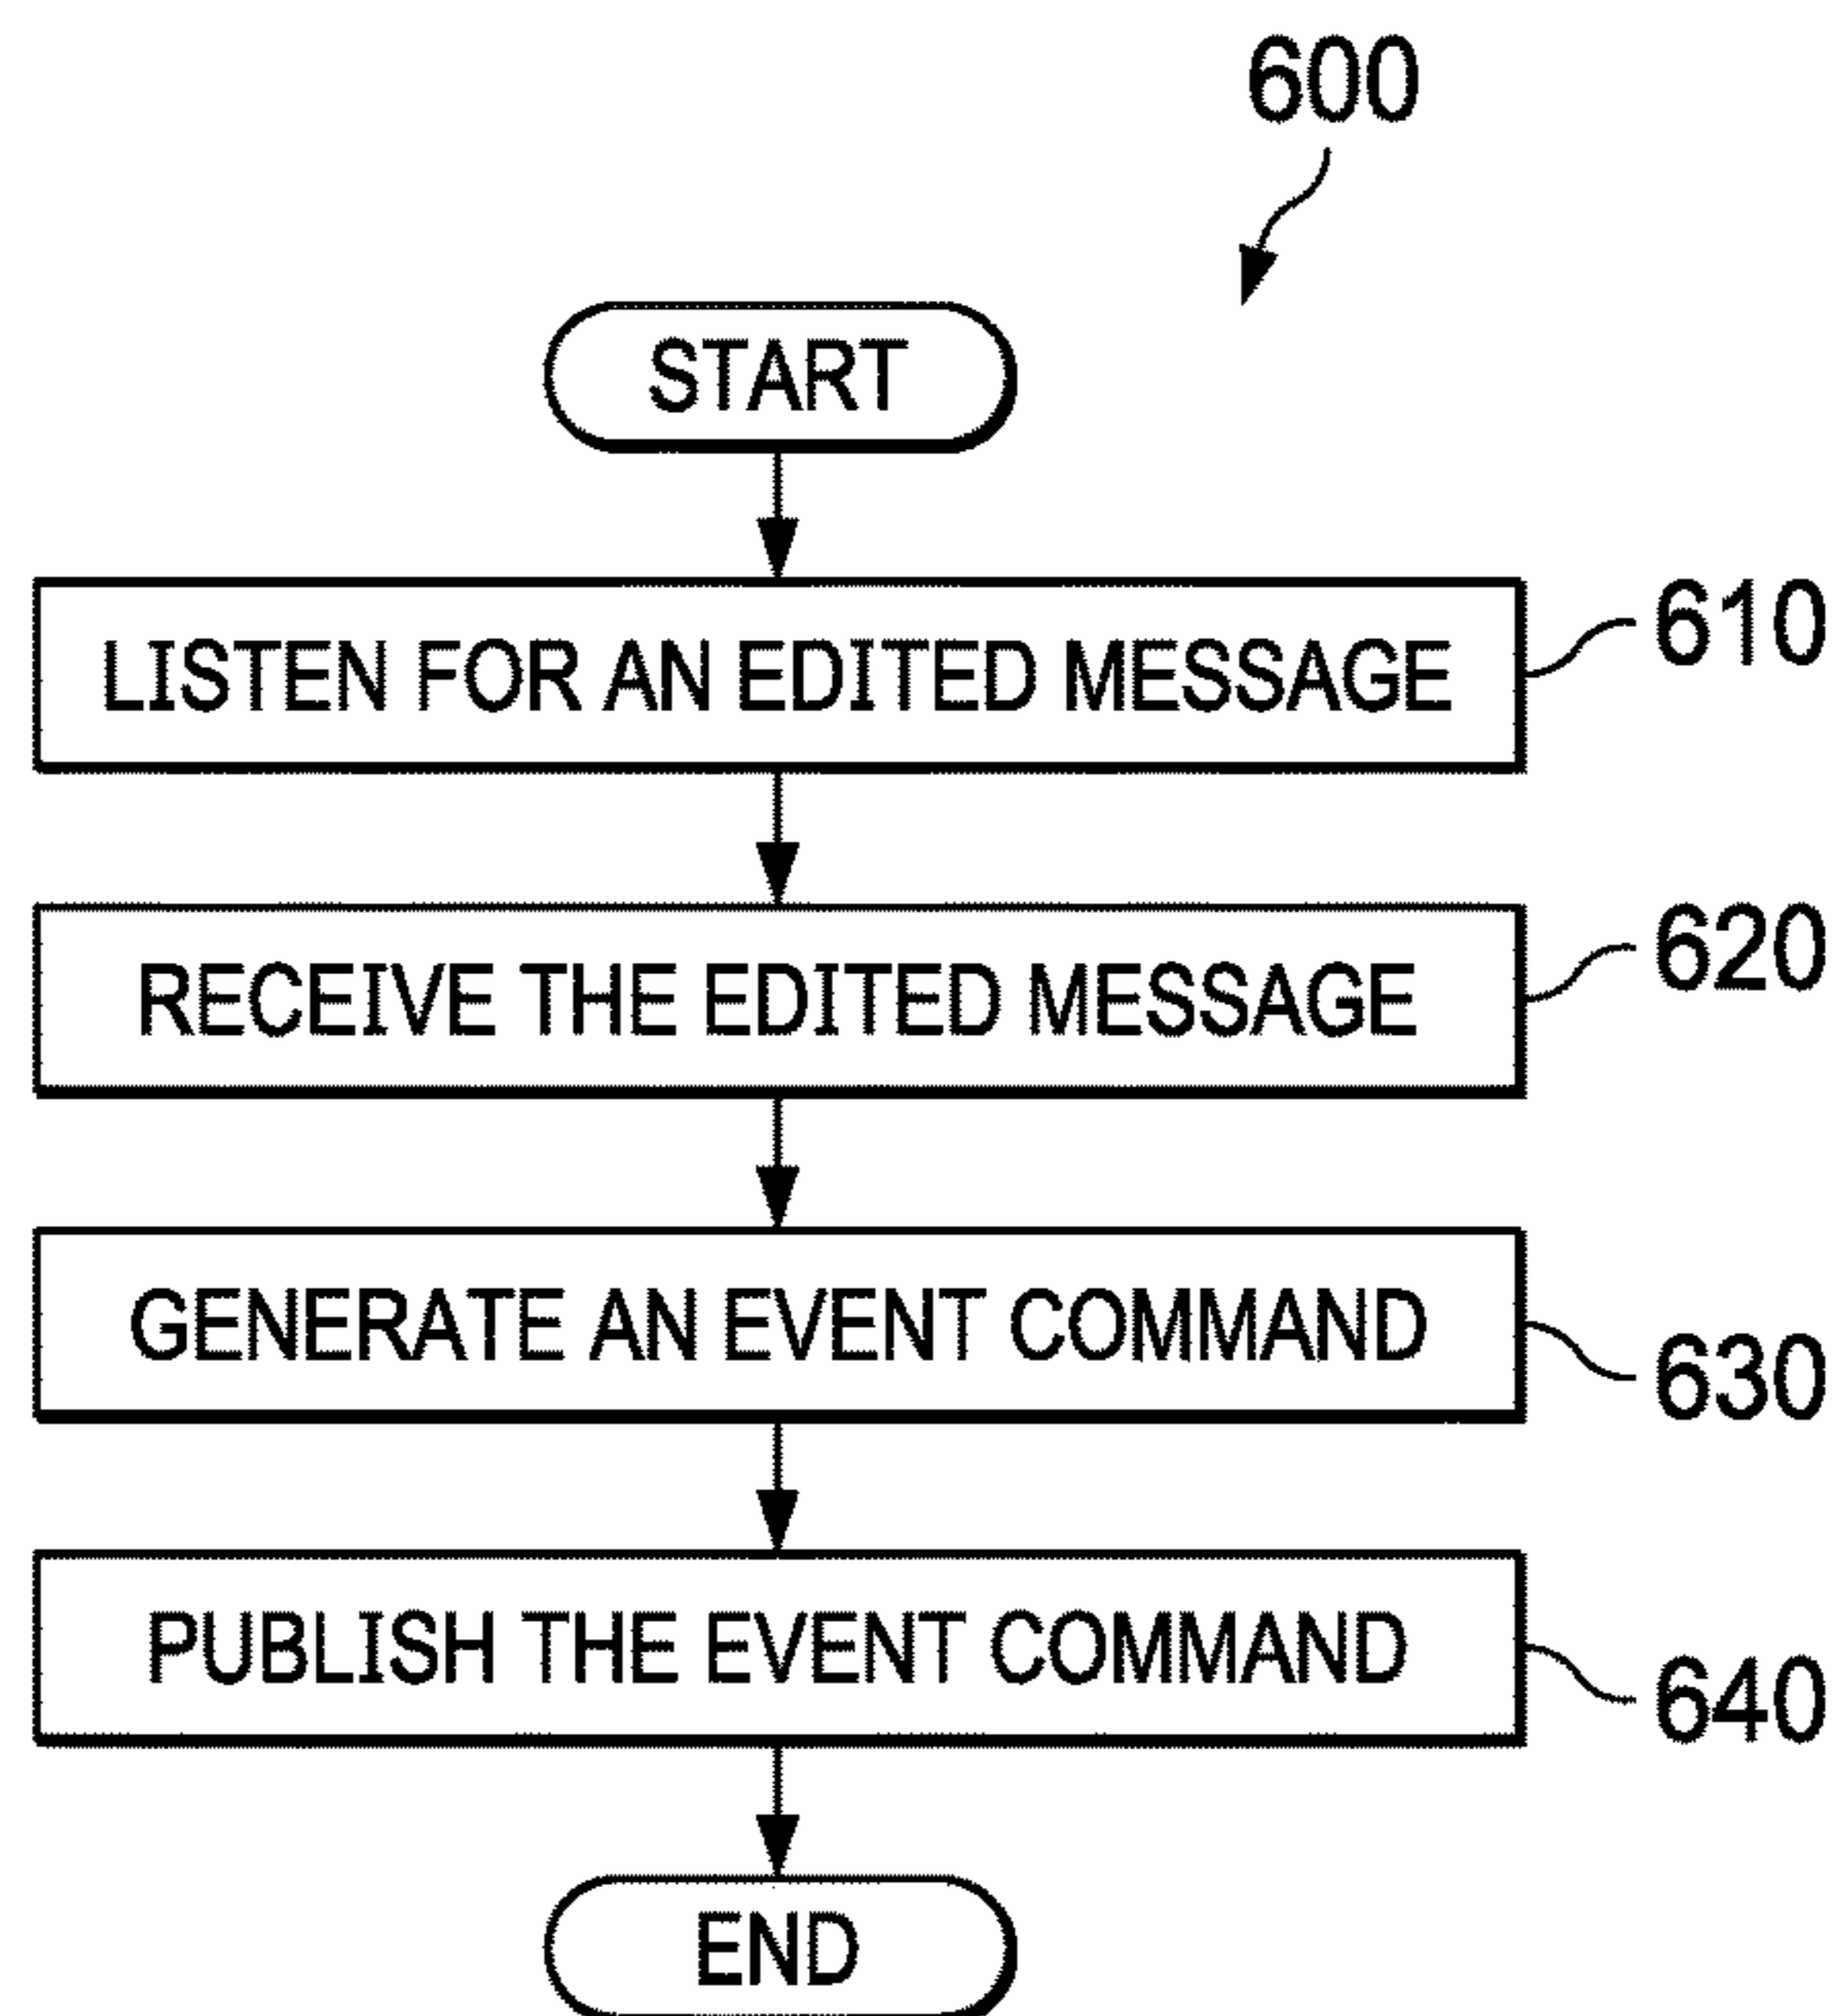 600
START
LISTEN FOR AN EDITED MESSAGE
610
RECEIVE THE EDITED MESSAGE
620
GENERATE AN EVENT COMMAND
630
PUBLISH THE EVENT COMMAND
640
END